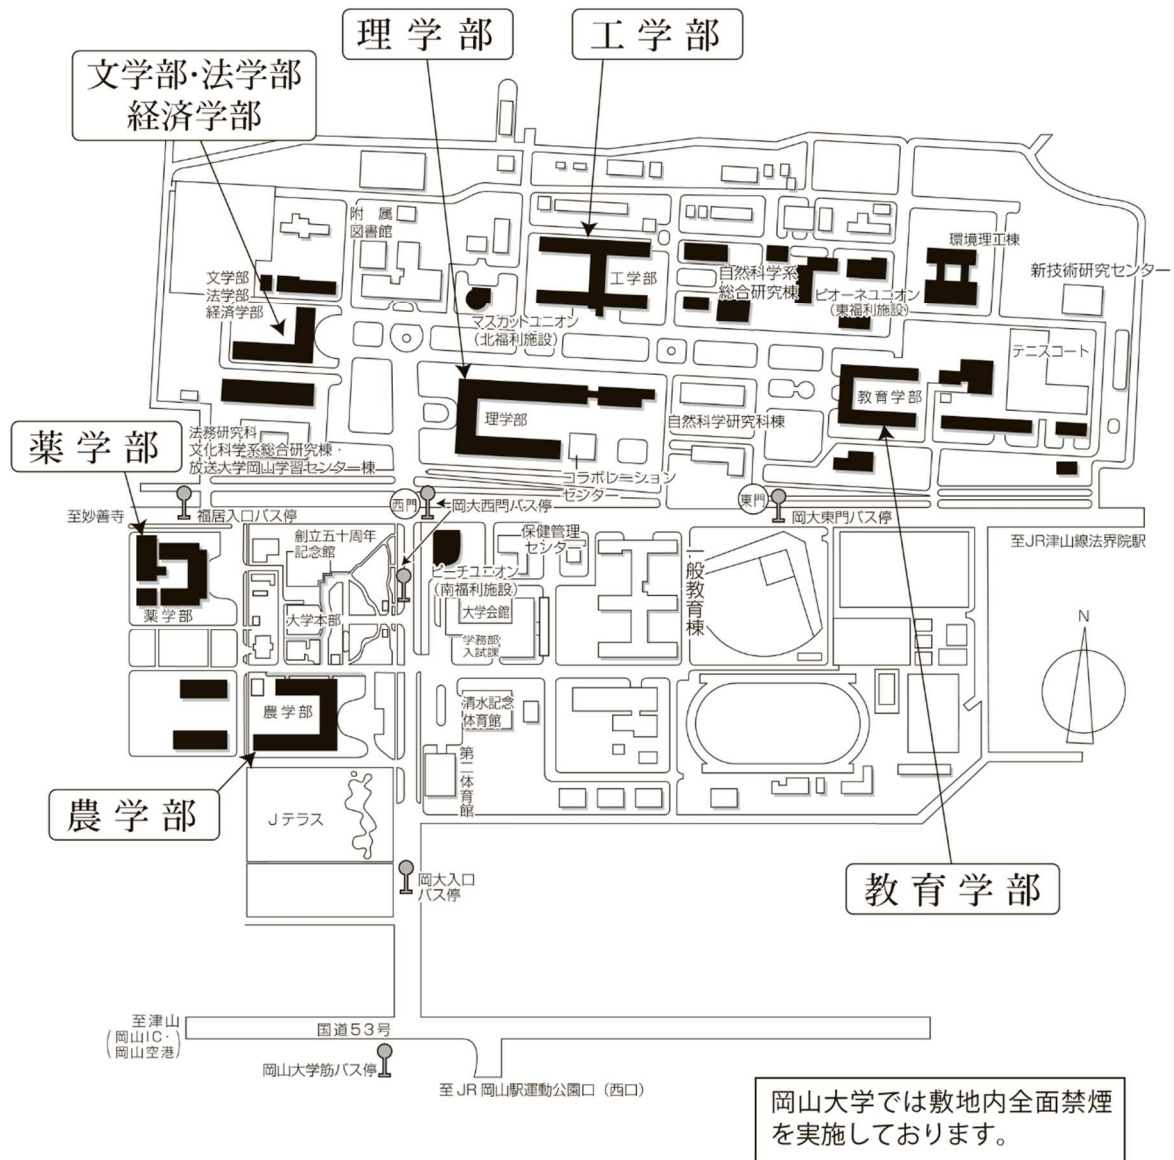 理学部
工学部
文学部・法学部
経済学部
附属
図書館
環境理工棟
新技術研究センター
文学部
法学部
経済学部
工学部
自然科学系
総合研究棟
ピオーネユニオン
(東福利施設)
マスカットユニオン
(北福利施設)
テニスコート
教育学部
理学部
自然科学研究科棟
薬学部
法務研究科
文化科学系総合研究棟・
放送大学岡山学習センター棟
コラボレーション
センター
西門
岡大西門バス停
東門
至妙善寺
福居入口バス停
岡大東門バス停
至JR津山線法界院駅
創立五十周年
記念館
保健管理
センター
一般教育棟
ピーチユニオン
(南福利施設)
大学会館
薬学部
大学本部
学務部
入試課
N
農学部
清水記念
体育館
第二体育館
農学部
Jテラス
岡大入口
バス停
教育学部
至津山
(岡山IC・
岡山空港)
国道53号
岡山大学筋バス停
至JR岡山駅運動公園口(西口)
岡山大学では敷地内全面禁煙
を実施しております。